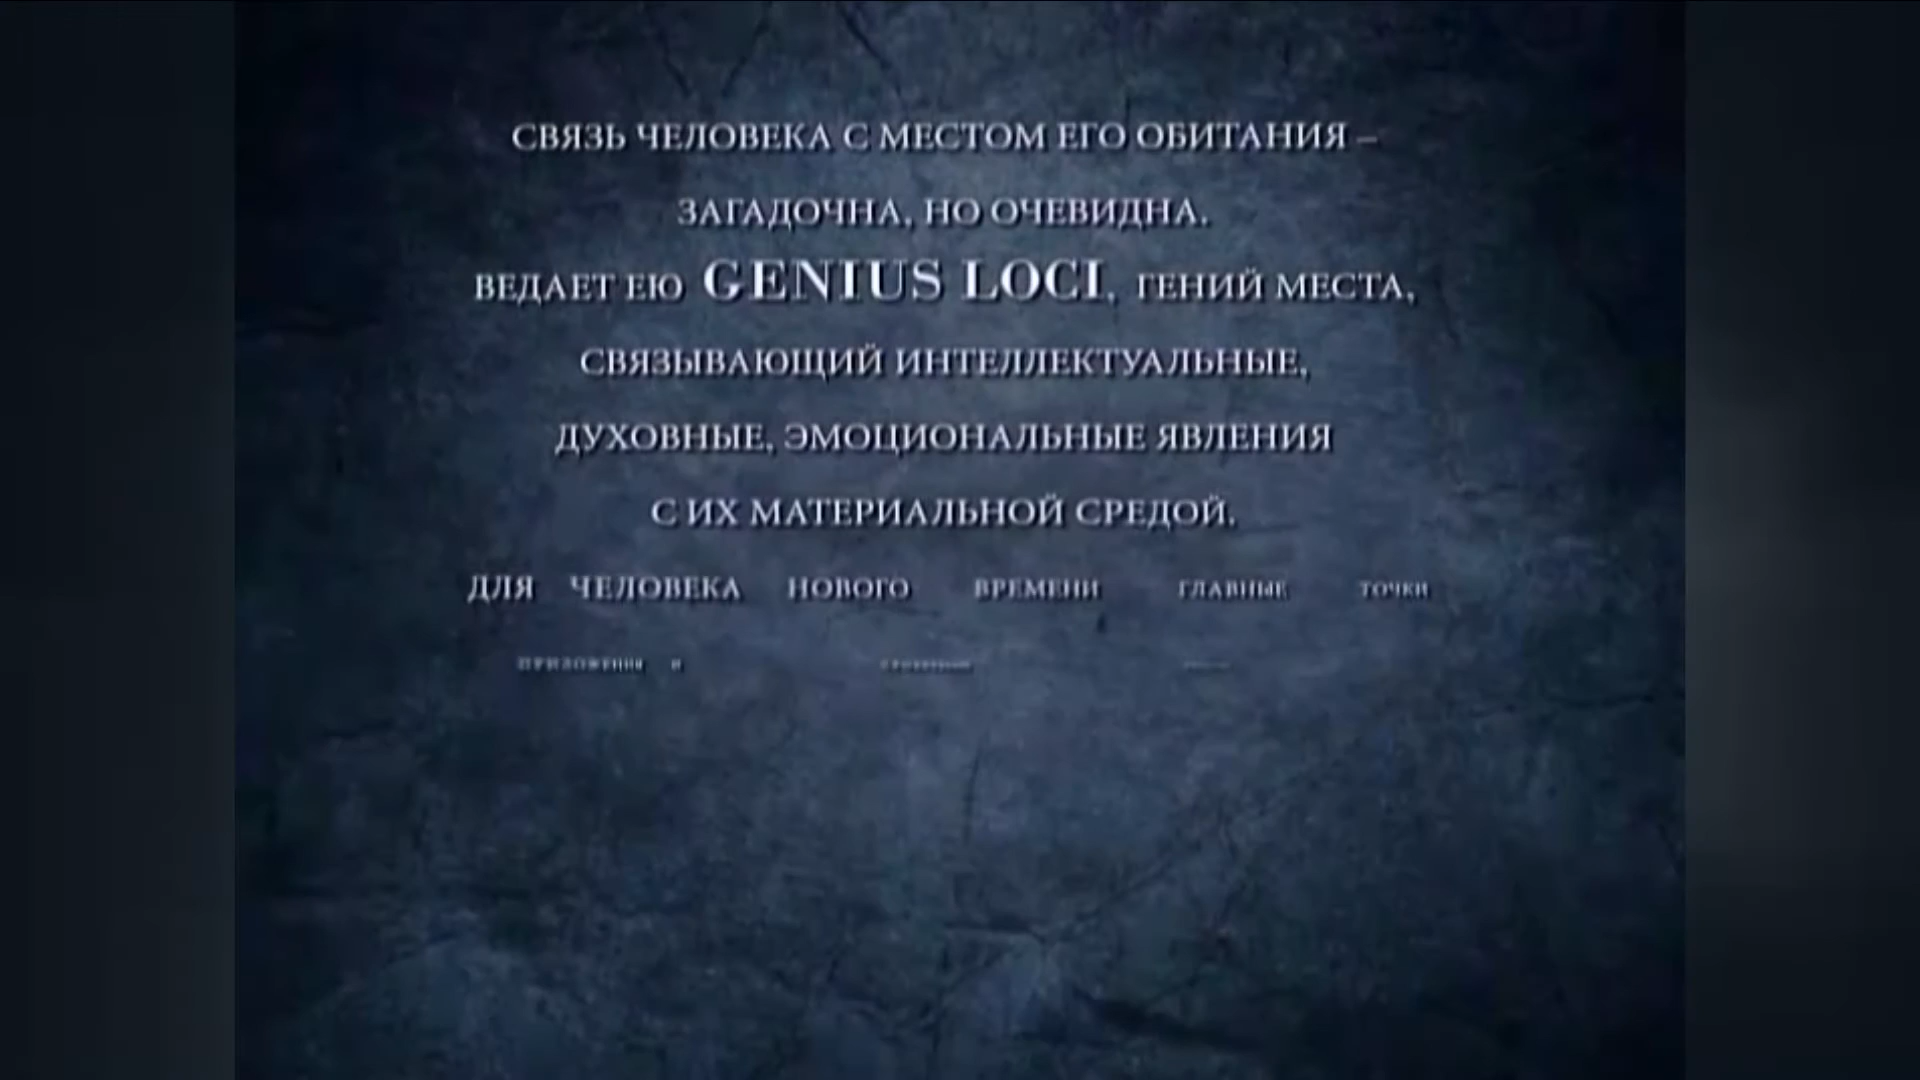 СВЯЗЬ ЧЕЛОВЕКА С МЕСТОМ ЕГО ОБИТАНИЯ –
ЗАГАДОЧНА, НО ОЧЕВИДНА.
ВЕДАЕТ ЕЮ GENIUS LOCI, ГЕНИЙ МЕСТА,
СВЯЗЫВАЮЩИЙ ИНТЕЛЛЕКТУАЛЬНЫЕ,
ДУХОВНЫЕ, ЭМОЦИОНАЛЬНЫЕ ЯВЛЕНИЯ
С ИХ МАТЕРИАЛЬНОЙ СРЕДОЙ.
ДЛЯ ЧЕЛОВЕКА НОВОГО ВРЕМЕНИ ГЛАВНЫЕ ТОЧКИ
ПРИЛОЖЕНИЯ И